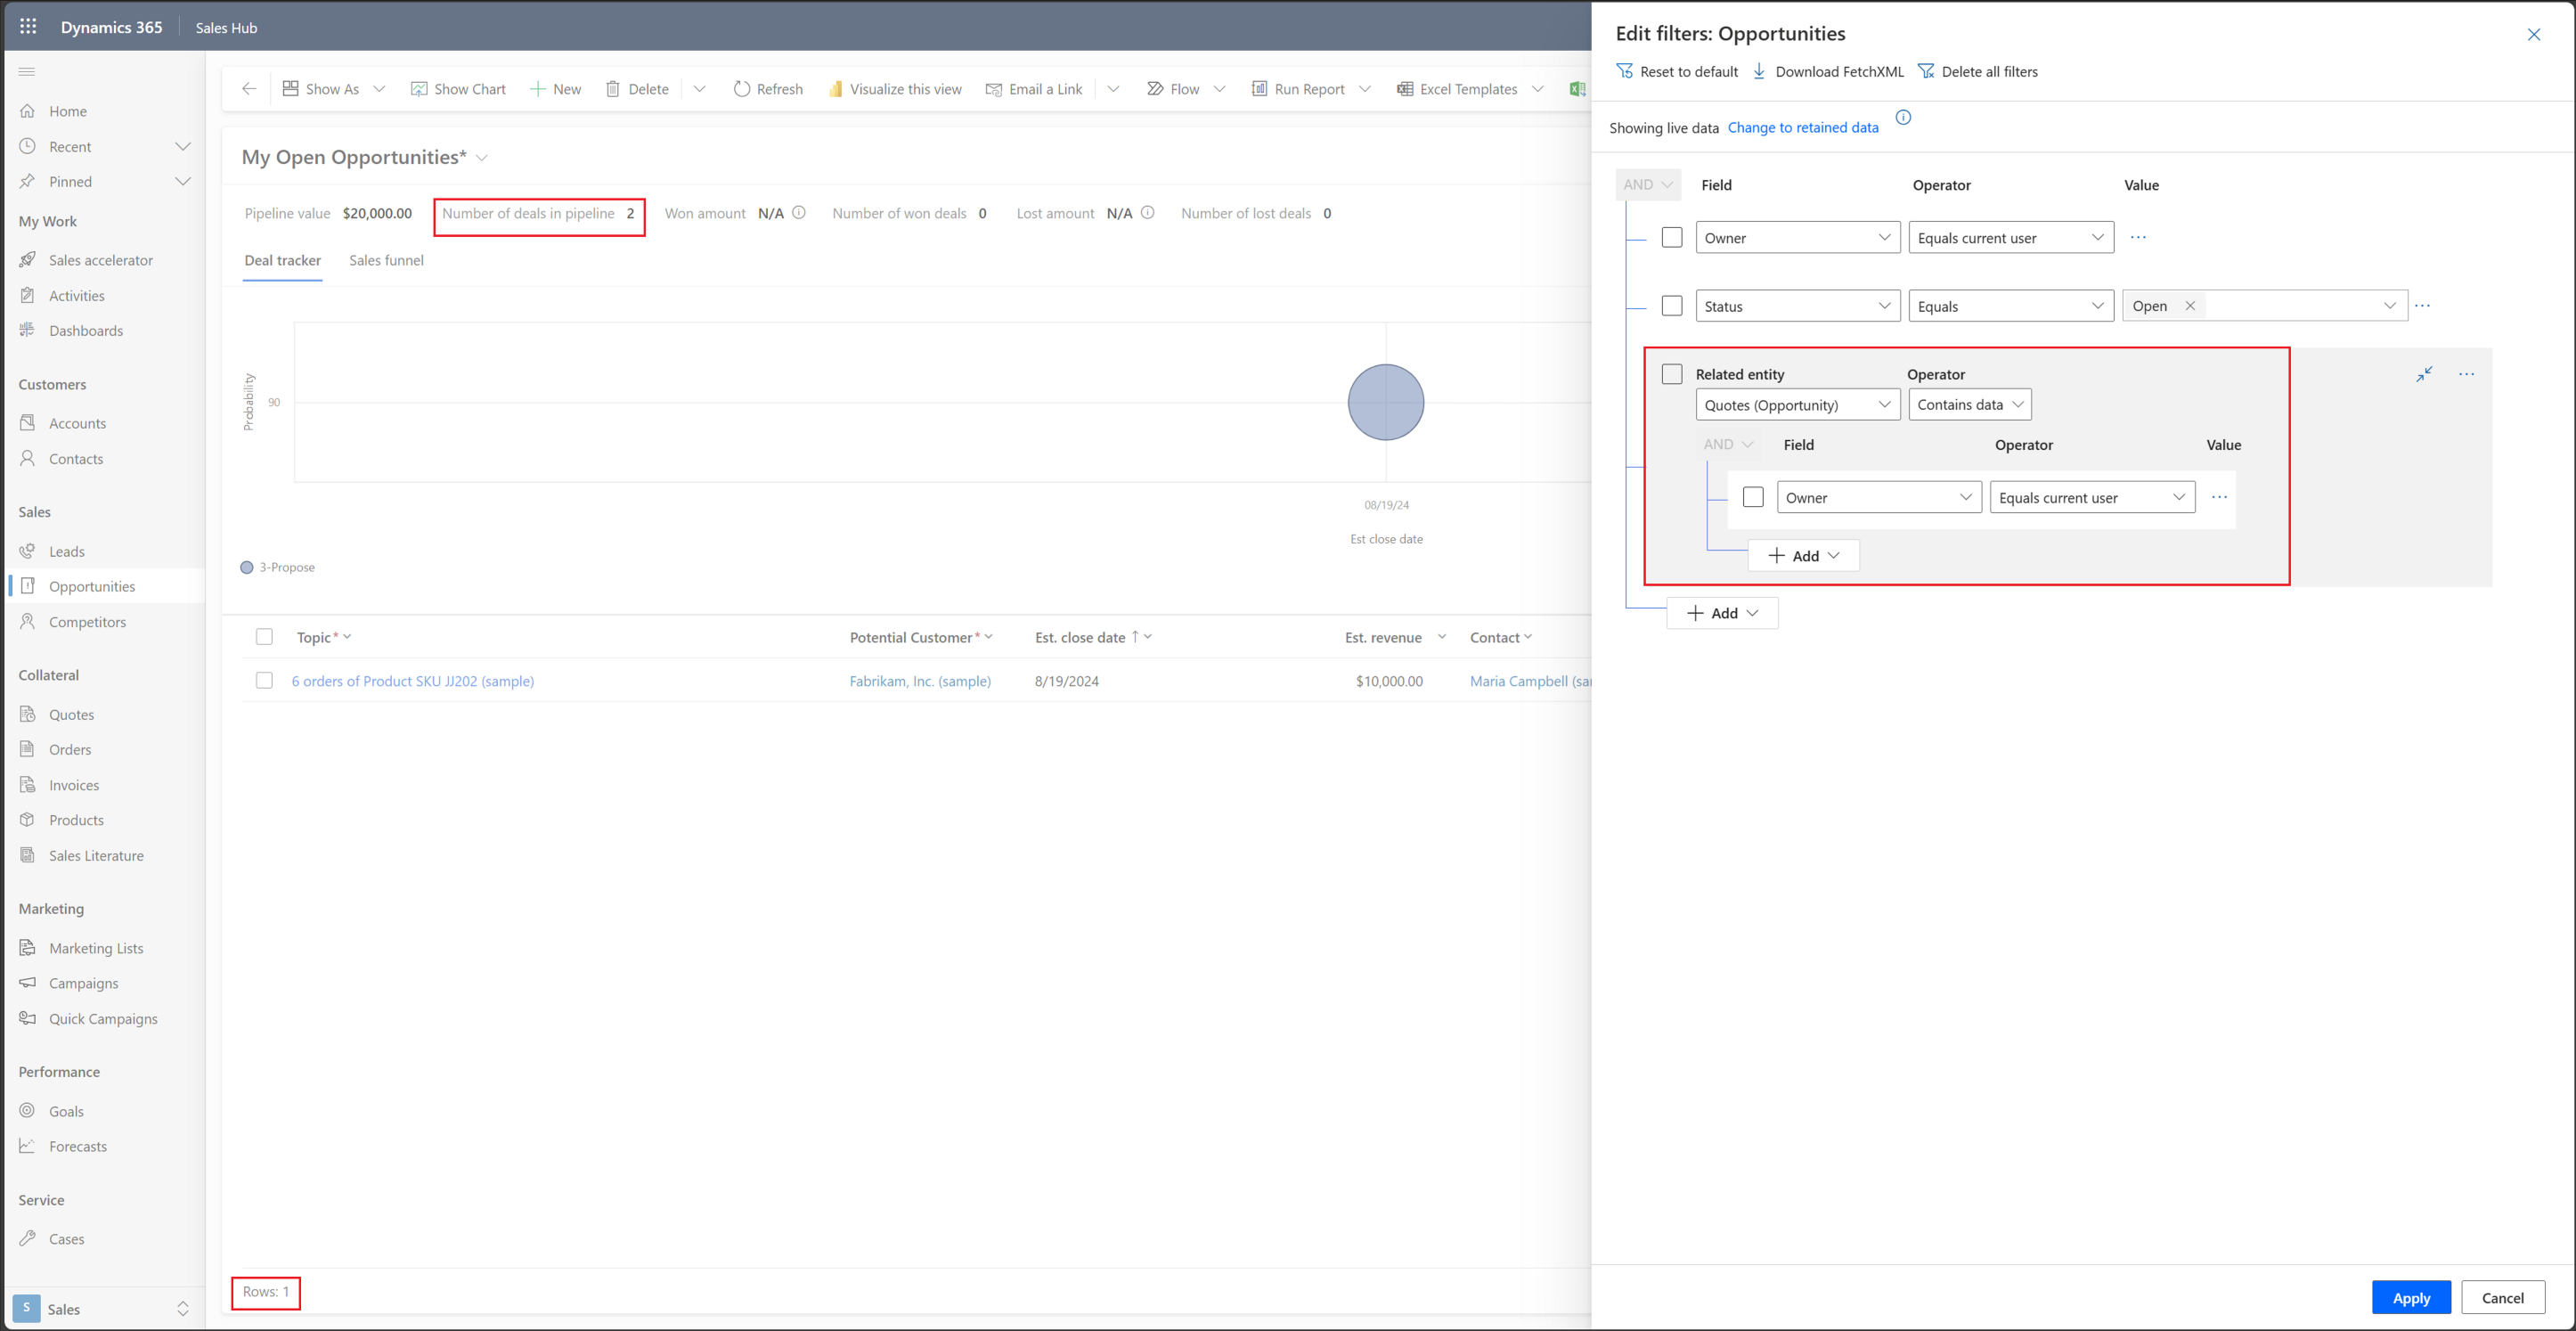 Dynamics 365 Sales Hub
Home
Recent
Pinned
My Work
Sales accelerator
Activities
Dashboards
Customers
Accounts
Contacts
Sales
Leads
Opportunities
Competitors
Collateral
Quotes
Orders
Invoices
Products
Sales Literature
Marketing
Marketing Lists
Campaigns
Quick Campaigns
Performance
Goals
Forecasts
Service
Cases
S Sales
Show As Show Chart New Delete Refresh Visualize this view Email a Link Flow Run Report Excel Templates
My Open Opportunities*
Pipeline value $20,000.00 Number of deals in pipeline 2 Won amount N/A Number of won deals 0 Lost amount N/A Number of lost deals 0
Deal tracker Sales funnel
Probability
90
08/19/24
Est close date
3-Propose
Topic* Potential Customer* Est. close date ↑ Est. revenue Contact
6 orders of Product SKU JJ202 (sample) Fabrikam, Inc. (sample) 8/19/2024 $10,000.00 Maria Campbell (sa
Rows: 1
Edit filters: Opportunities
Reset to default Download FetchXML Delete all filters
Showing live data Change to retained data
AND Field Operator Value
Owner Equals current user
Status Equals Open
Related entity Operator
Quotes (Opportunity) Contains data
AND Field Operator Value
Owner Equals current user
Add
Add
Apply Cancel